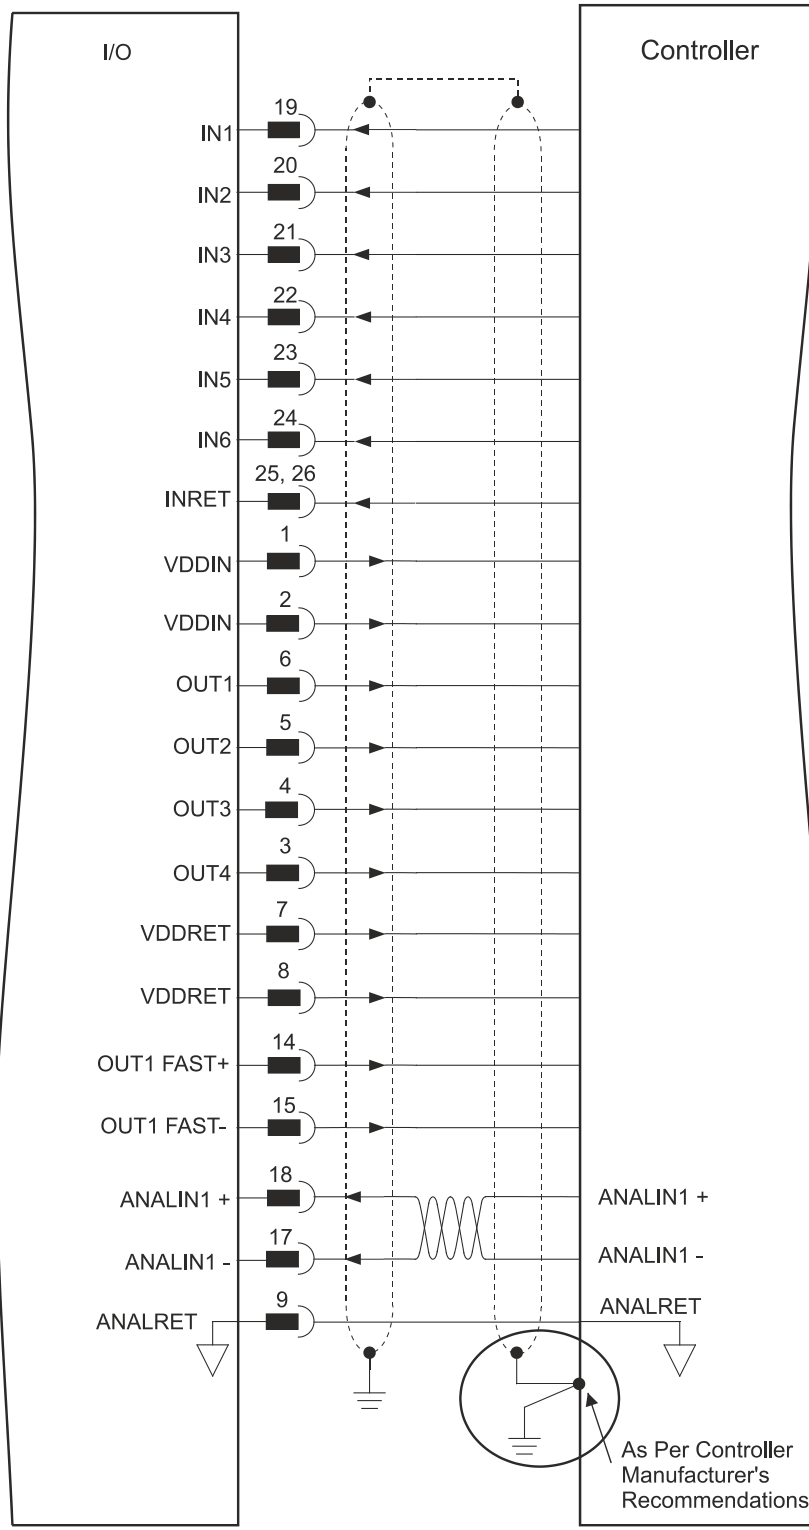 I/O
Controller
19
IN1
20
IN2
21
IN3
22
IN4
23
IN5
24
IN6
25, 26
INRET
1
VDDIN
2
VDDIN
6
OUT1
5
OUT2
4
OUT3
3
OUT4
7
VDDRET
8
VDDRET
14
OUT1 FAST+
15
OUT1 FAST-
18
ANALIN1 +
ANALIN1 +
17
ANALIN1 -
ANALIN1 -
9
ANALRET
ANALRET
As Per Controller
Manufacturer's
Recommendations